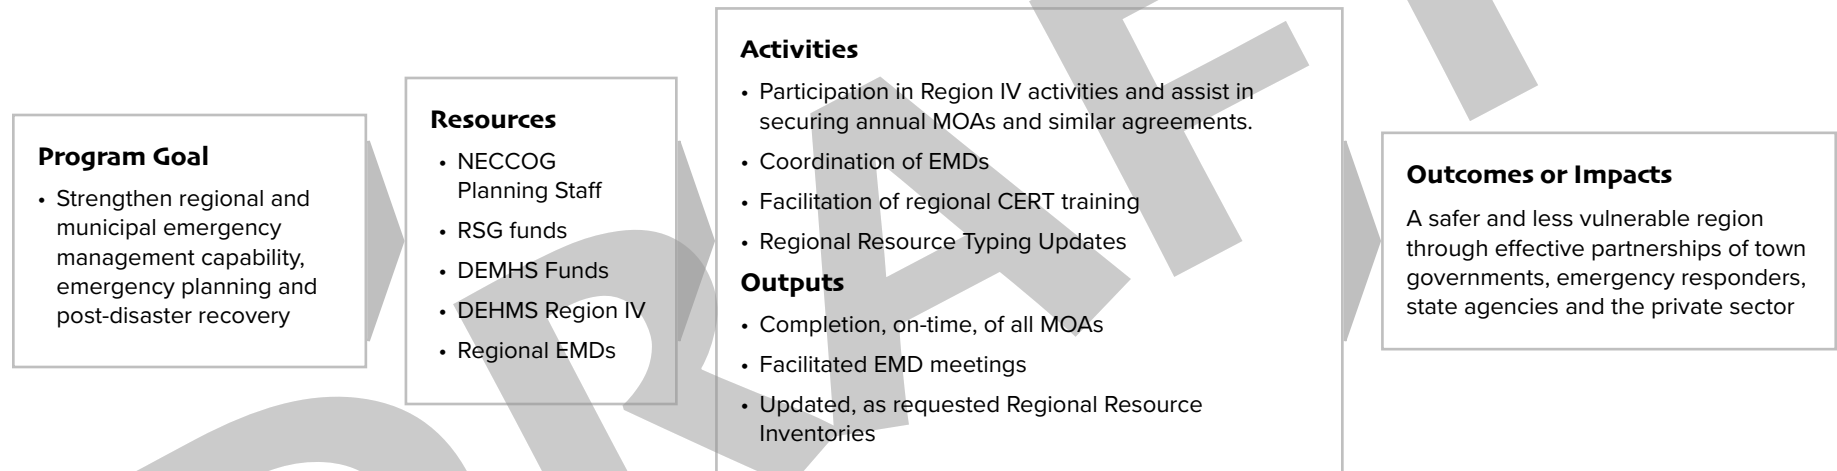 Program Goal
• Strengthen regional and
municipal emergency
management capability,
emergency planning and
post-disaster recovery
Resources
• NECCOG
Planning Staff
• RSG funds
• DEMHS Funds
• DEHMS Region IV
• Regional EMDs
Activities
• Participation in Region IV activities and assist in
securing annual MOAs and similar agreements.
• Coordination of EMDs
• Facilitation of regional CERT training
• Regional Resource Typing Updates
Outputs
• Completion, on-time, of all MOAs
• Facilitated EMD meetings
• Updated, as requested Regional Resource
Inventories
Outcomes or Impacts
A safer and less vulnerable region
through effective partnerships of town
governments, emergency responders,
state agencies and the private sector
DRAFT